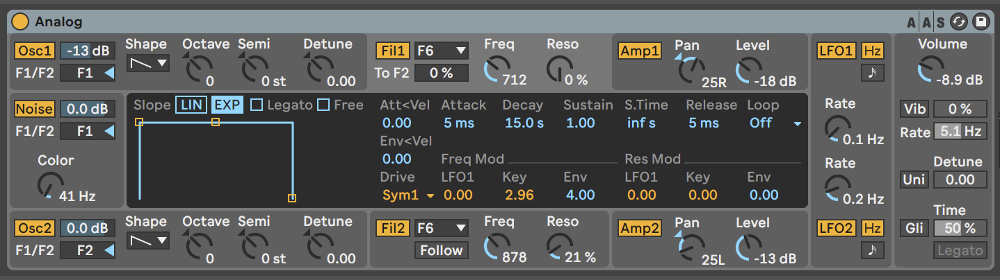 Analog AAS
Osc1 -13 dB Shape Octave Semi Detune Fil1 F6 Freq Reso Amp1 Pan Level LFO1 Hz Volume
F1/F2 F1 0 0 st 0.00 To F2 0 % 712 0 % 25R -18 dB -8.9 dB
Noise 0.0 dB Slope LIN EXP Legato Free Att<Vel Attack Decay Sustain S.Time Release Loop Rate Vib 0 %
F1/F2 F1 0.00 5 ms 15.0 s 1.00 inf s 5 ms Off 0.1 Hz Rate 5.1 Hz
Env<Vel
Color 0.00 Freq Mod Res Mod Rate Detune
Drive LFO1 Key Env LFO1 Key Env Uni 0.00
41 Hz Sym1 0.00 2.96 4.00 0.00 0.00 0.00 0.2 Hz
Time
Osc2 0.0 dB Shape Octave Semi Detune Fil2 F6 Freq Reso Amp2 Pan Level LFO2 Hz Gli 50 %
F1/F2 F2 0 0 st 0.00 Follow 878 21 % 25L -13 dB Legato